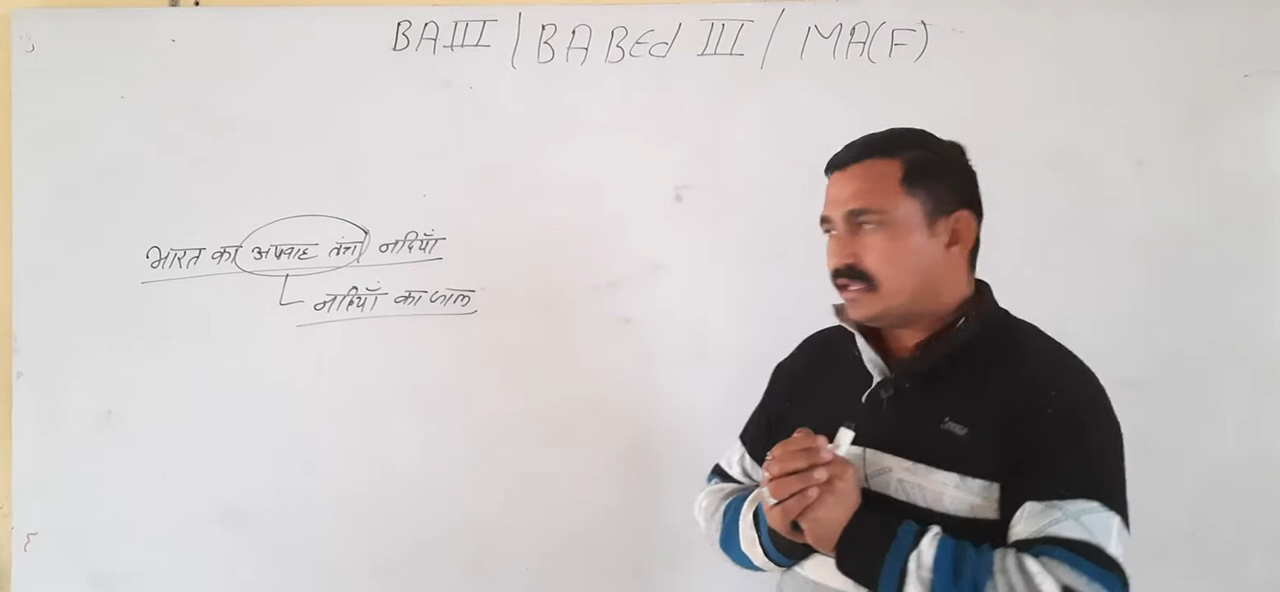 BA III / BA BEd III / MA(F)
भारत का अपवाह तंत्र नदियाँ
नदियाँ का जाल